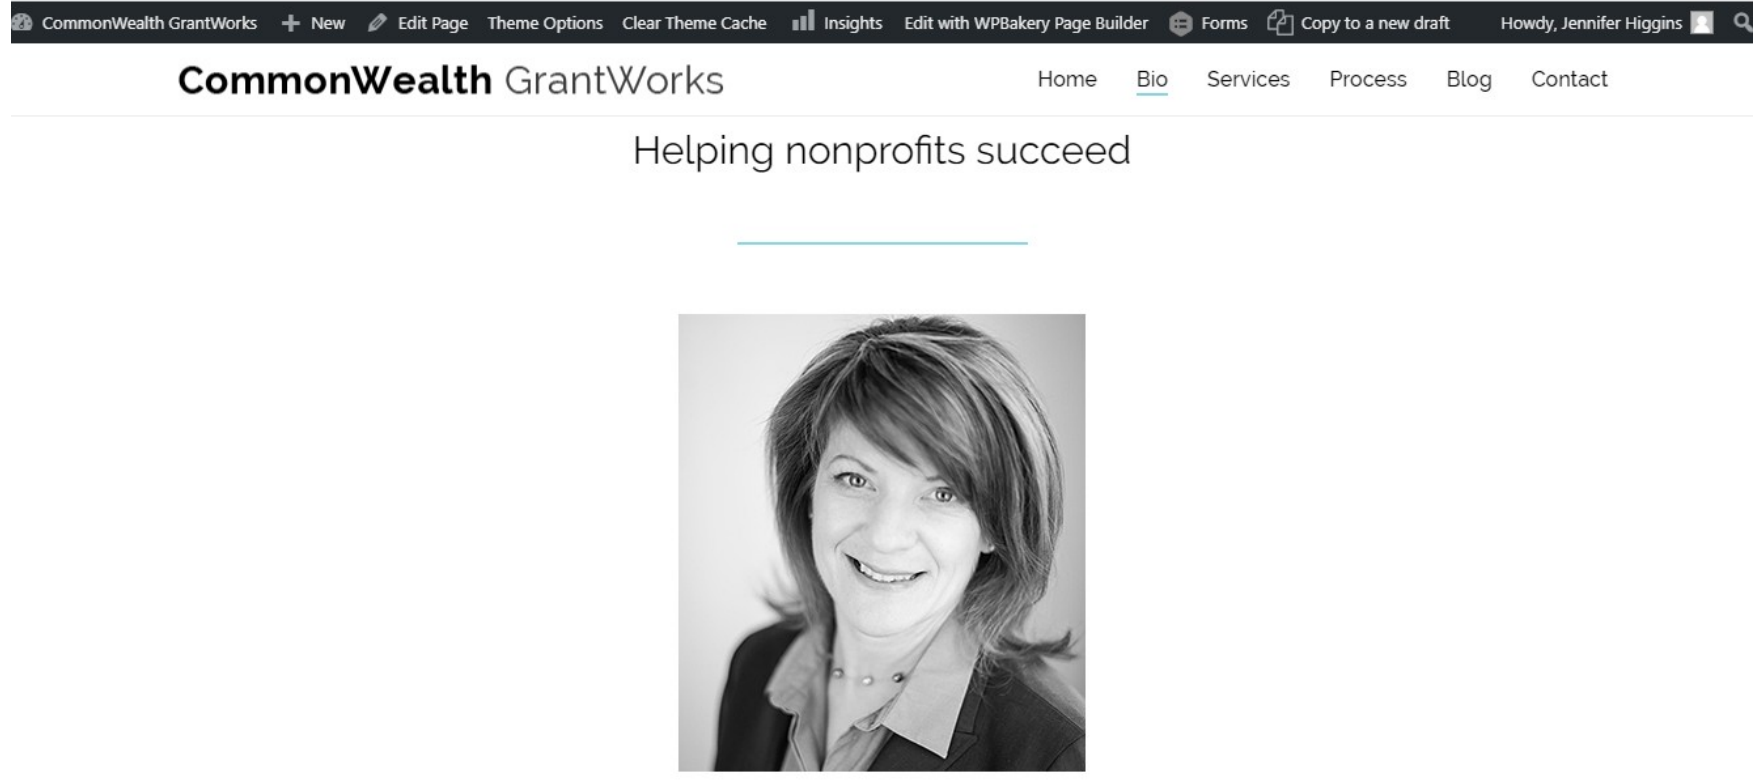 CommonWealth GrantWorks New Edit Page Theme Options Clear Theme Cache Insights Edit with WPBakery Page Builder Forms Copy to a new draft Howdy, Jennifer Higgins
CommonWealth GrantWorks Home Bio Services Process Blog Contact
Helping nonprofits succeed